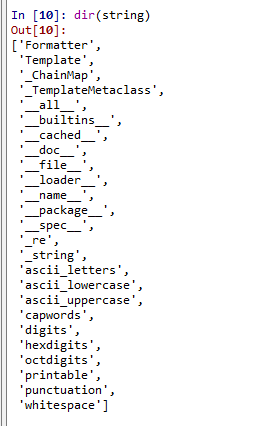 In [10]: dir(string)
Out[10]:
['Formatter',
 'Template',
 '_ChainMap',
 '_TemplateMetaclass',
 '__all__',
 '__builtins__',
 '__cached__',
 '__doc__',
 '__file__',
 '__loader__',
 '__name__',
 '__package__',
 '__spec__',
 '_re',
 '_string',
 'ascii_letters',
 'ascii_lowercase',
 'ascii_uppercase',
 'capwords',
 'digits',
 'hexdigits',
 'octdigits',
 'printable',
 'punctuation',
 'whitespace']